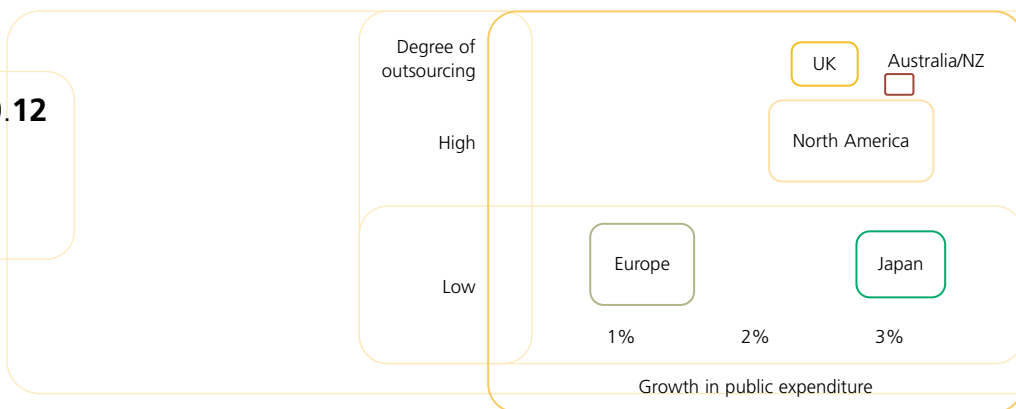 .12
Degree of
outsourcing
UK
Australia/NZ
High
North America
Low
Europe
Japan
1%
2%
3%
Growth in public expenditure